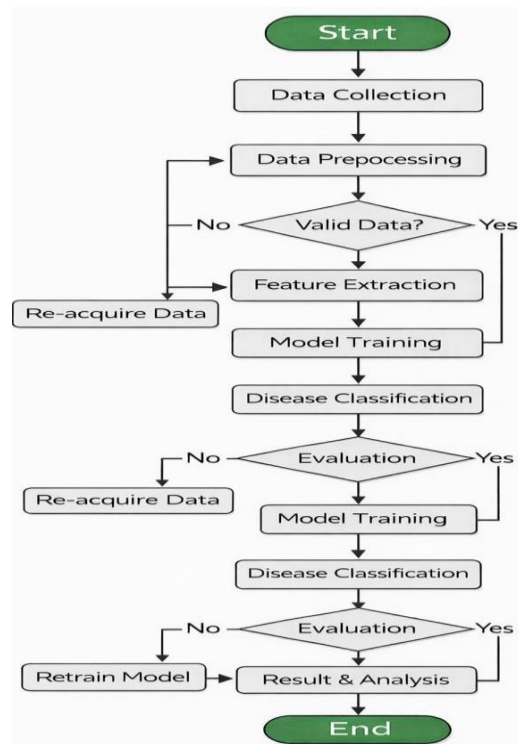 Start
Data Collection
Data Prepocessing
No
Valid Data?
Yes
Feature Extraction
Re-acquire Data
Model Training
Disease Classification
No
Evaluation
Yes
Re-acquire Data
Model Training
Disease Classification
No
Evaluation
Yes
Retrain Model
Result & Analysis
End